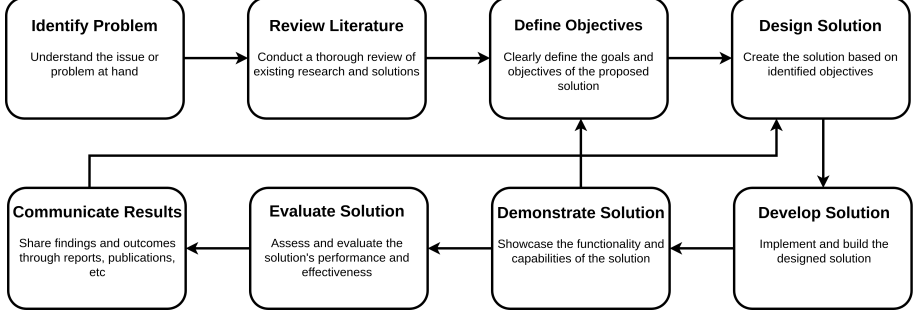 Identify Problem
Understand the issue or
problem at hand
Review Literature
Conduct a thorough review of
existing research and solutions
Define Objectives
Clearly define the goals and
objectives of the proposed
solution
Design Solution
Create the solution based on
identified objectives
Communicate Results
Share findings and outcomes
through reports, publications,
etc
Evaluate Solution
Assess and evaluate the
solution's performance and
effectiveness
Demonstrate Solution
Showcase the functionality and
capabilities of the solution
Develop Solution
Implement and build the
designed solution